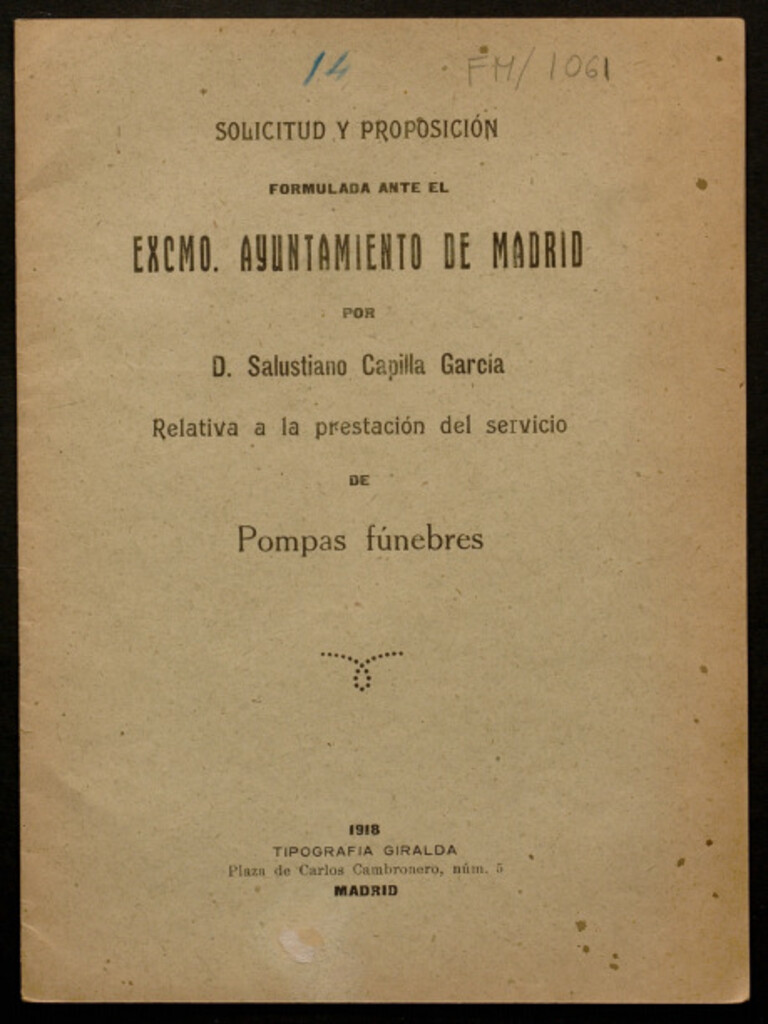 14 FM/1061
SOLICITUD Y PROPOSICIÓN
FORMULADA ANTE EL
EXCMO. AYUNTAMIENTO DE MADRID
POR
D. Salustiano Capilla García
Relativa a la prestación del servicio
DE
Pompas fúnebres
1918
TIPOGRAFIA GIRALDA
Plaza de Carlos Cambronero, núm. 5
MADRID